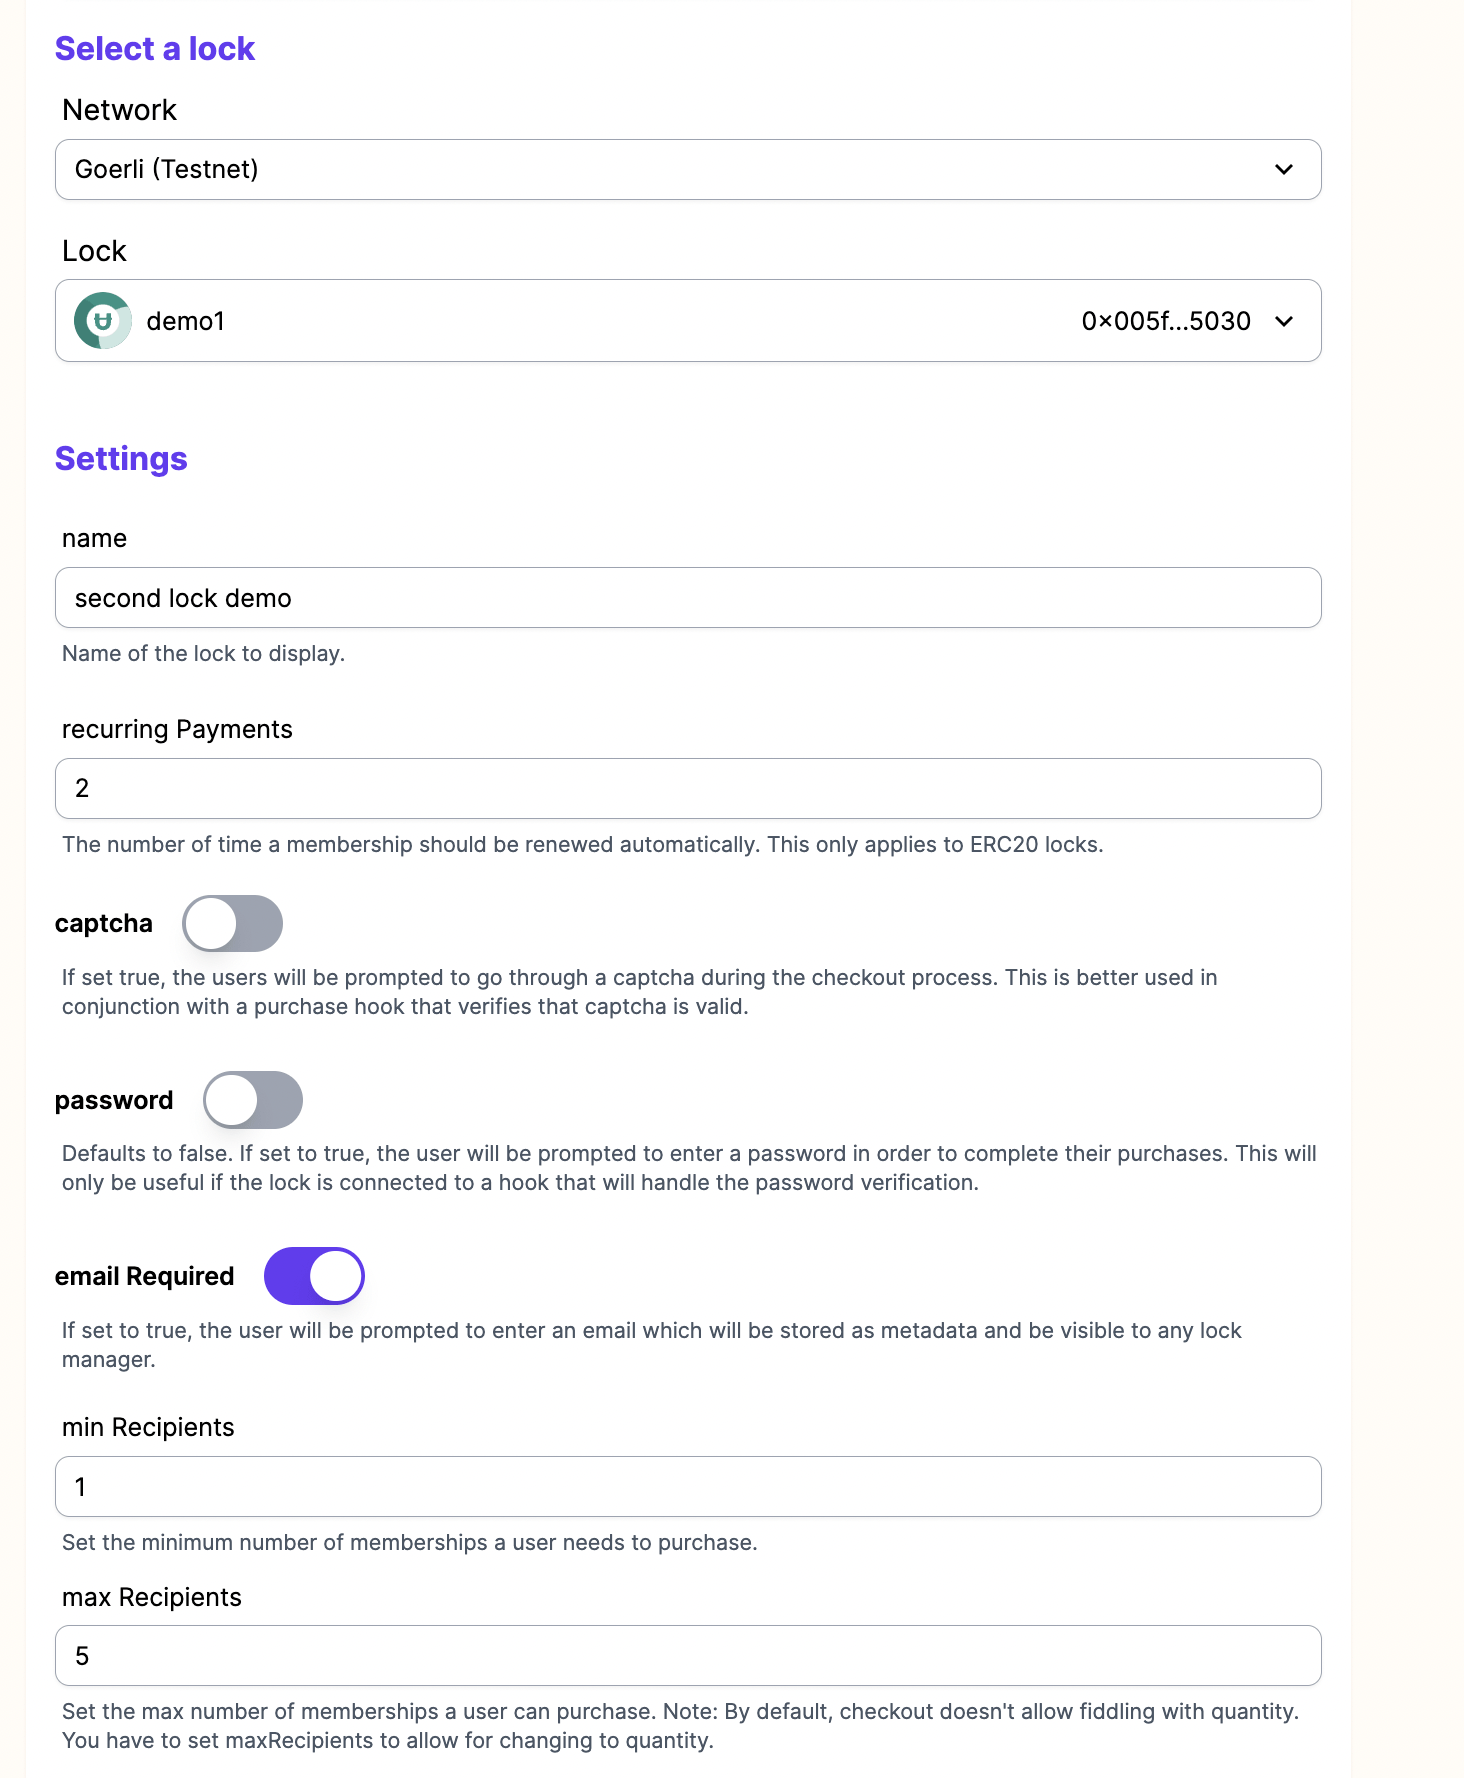 Select a lock
Network
Goerli (Testnet)
Lock
demo1 0×005f...5030
Settings
name
second lock demo
Name of the lock to display.
recurring Payments
2
The number of time a membership should be renewed automatically. This only applies to ERC20 locks.
captcha
If set true, the users will be prompted to go through a captcha during the checkout process. This is better used in
conjunction with a purchase hook that verifies that captcha is valid.
password
Defaults to false. If set to true, the user will be prompted to enter a password in order to complete their purchases. This will
only be useful if the lock is connected to a hook that will handle the password verification.
email Required
If set to true, the user will be prompted to enter an email which will be stored as metadata and be visible to any lock
manager.
min Recipients
1
Set the minimum number of memberships a user needs to purchase.
max Recipients
5
Set the max number of memberships a user can purchase. Note: By default, checkout doesn't allow fiddling with quantity.
You have to set maxRecipients to allow for changing to quantity.